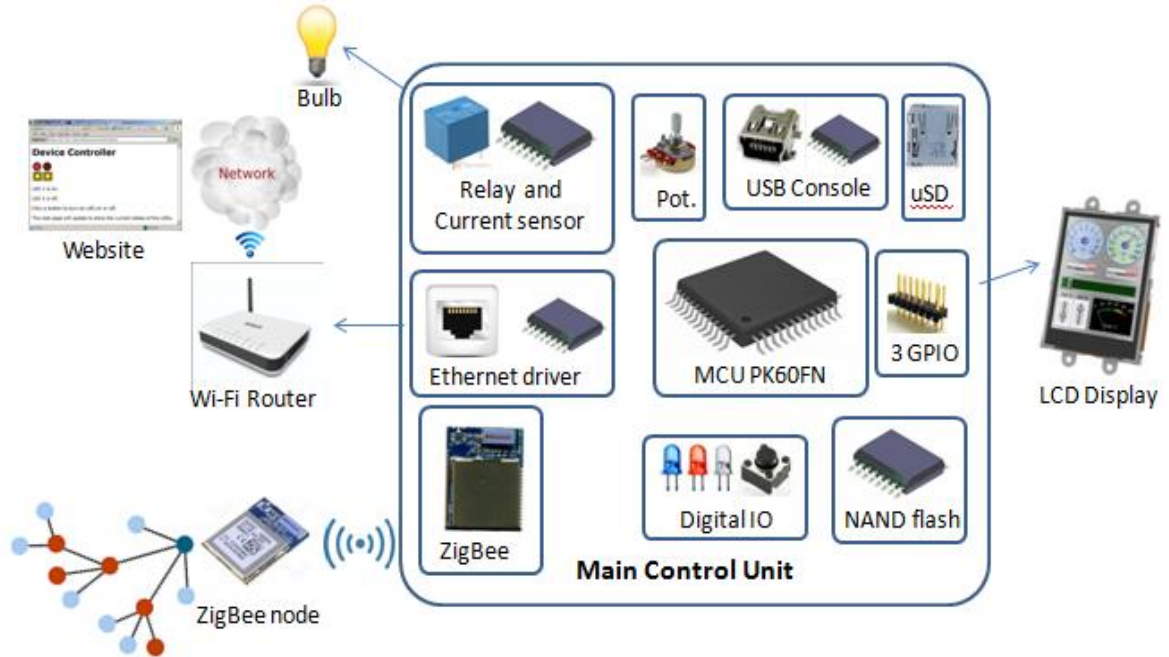 Bulb
Device Controller
Network
Website
Wi-Fi Router
ZigBee node
Relay and
Current sensor
Pot.
USB Console
uSD
Ethernet driver
MCU PK60FN
3 GPIO
LCD Display
ZigBee
Digital IO
NAND flash
Main Control Unit